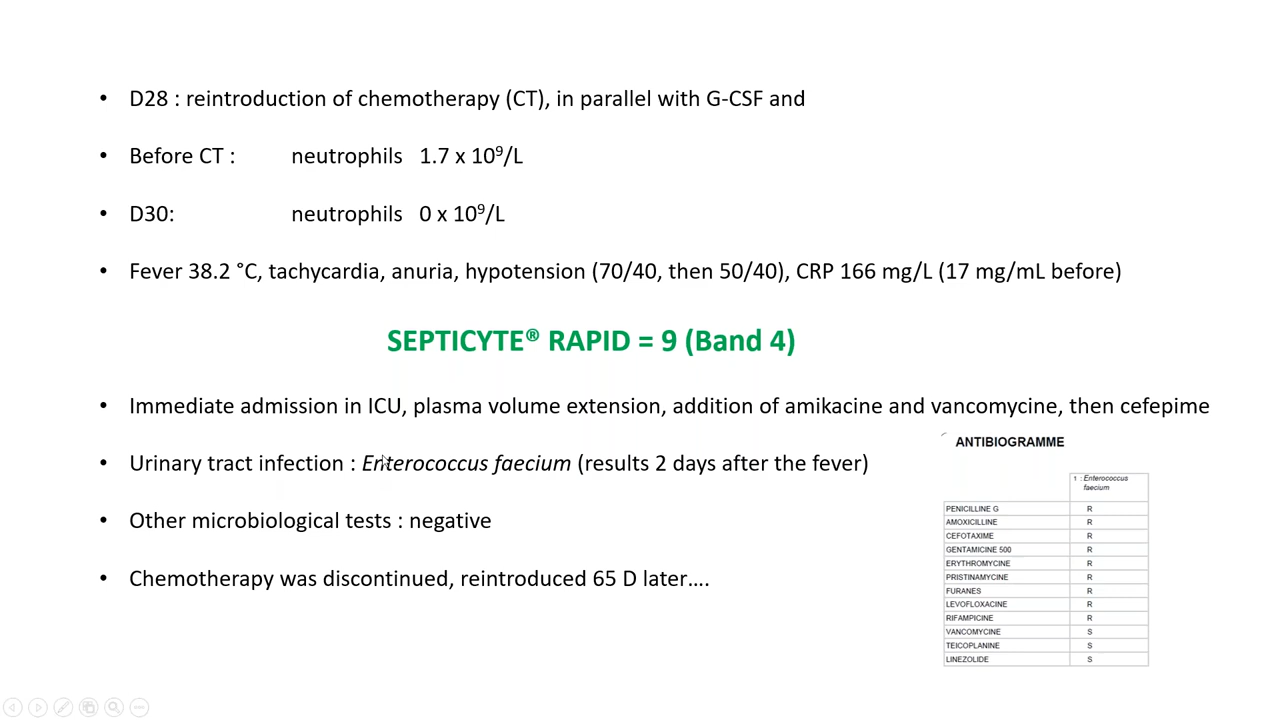 • D28 : reintroduction of chemotherapy (CT), in parallel with G-CSF and
• Before CT : neutrophils 1.7 x 10⁹/L
• D30: neutrophils 0 x 10⁹/L
• Fever 38.2 °C, tachycardia, anuria, hypotension (70/40, then 50/40), CRP 166 mg/L (17 mg/mL before)
SEPTICYTE® RAPID = 9 (Band 4)
• Immediate admission in ICU, plasma volume extension, addition of amikacine and vancomycine, then cefepime
• Urinary tract infection : Enterococcus faecium (results 2 days after the fever)
• Other microbiological tests : negative
• Chemotherapy was discontinued, reintroduced 65 D later....
ANTIBIOGRAMME
1 : Enterococcus
faecium
PENICILLINE G R
AMOXICILLINE R
CEFOTAXIME R
GENTAMICINE 500 R
ERYTHROMYCINE R
PRISTINAMYCINE R
FURANES R
LEVOFLOXACINE R
RIFAMPICINE R
VANCOMYCINE S
TEICOPLANINE S
LINEZOLIDE S